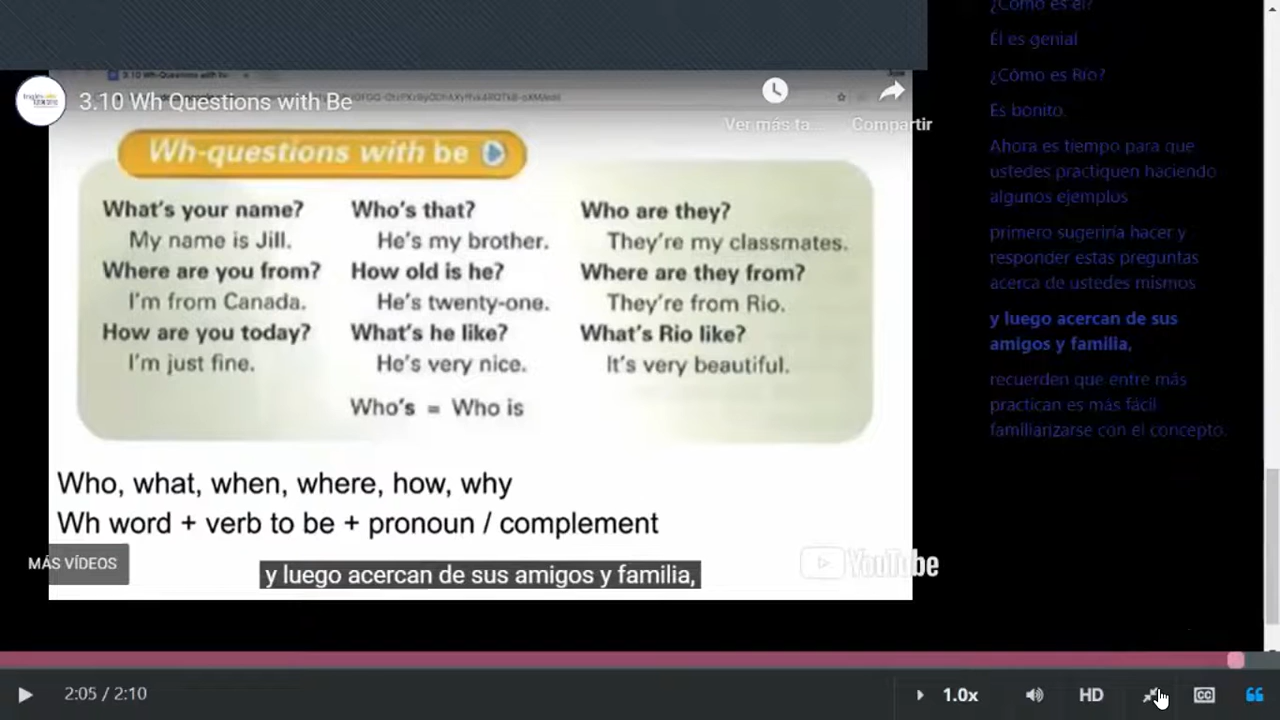 3.10 Wh Questions with Be
Ver más ta...
Compartir
Wh-questions with be
What's your name?
My name is Jill.
Where are you from?
I'm from Canada.
How are you today?
I'm just fine.
Who's that?
He's my brother.
How old is he?
He's twenty-one.
What's he like?
He's very nice.
Who's = Who is
Who are they?
They're my classmates.
Where are they from?
They're from Rio.
What's Rio like?
It's very beautiful.
Who, what, when, where, how, why
Wh word + verb to be + pronoun / complement
MÁS VÍDEOS
YouTube
y luego acercan de sus amigos y familia,
¿Cómo es él?
Él es genial
¿Cómo es Río?
Es bonito.
Ahora es tiempo para que
ustedes practiquen haciendo
algunos ejemplos
primero sugeriría hacer y
responder estas preguntas
acerca de ustedes mismos
y luego acercan de sus
amigos y familia,
recuerden que entre más
practican es más fácil
familiarizarse con el concepto.
2:05 / 2:10
1.0x
HD
CC